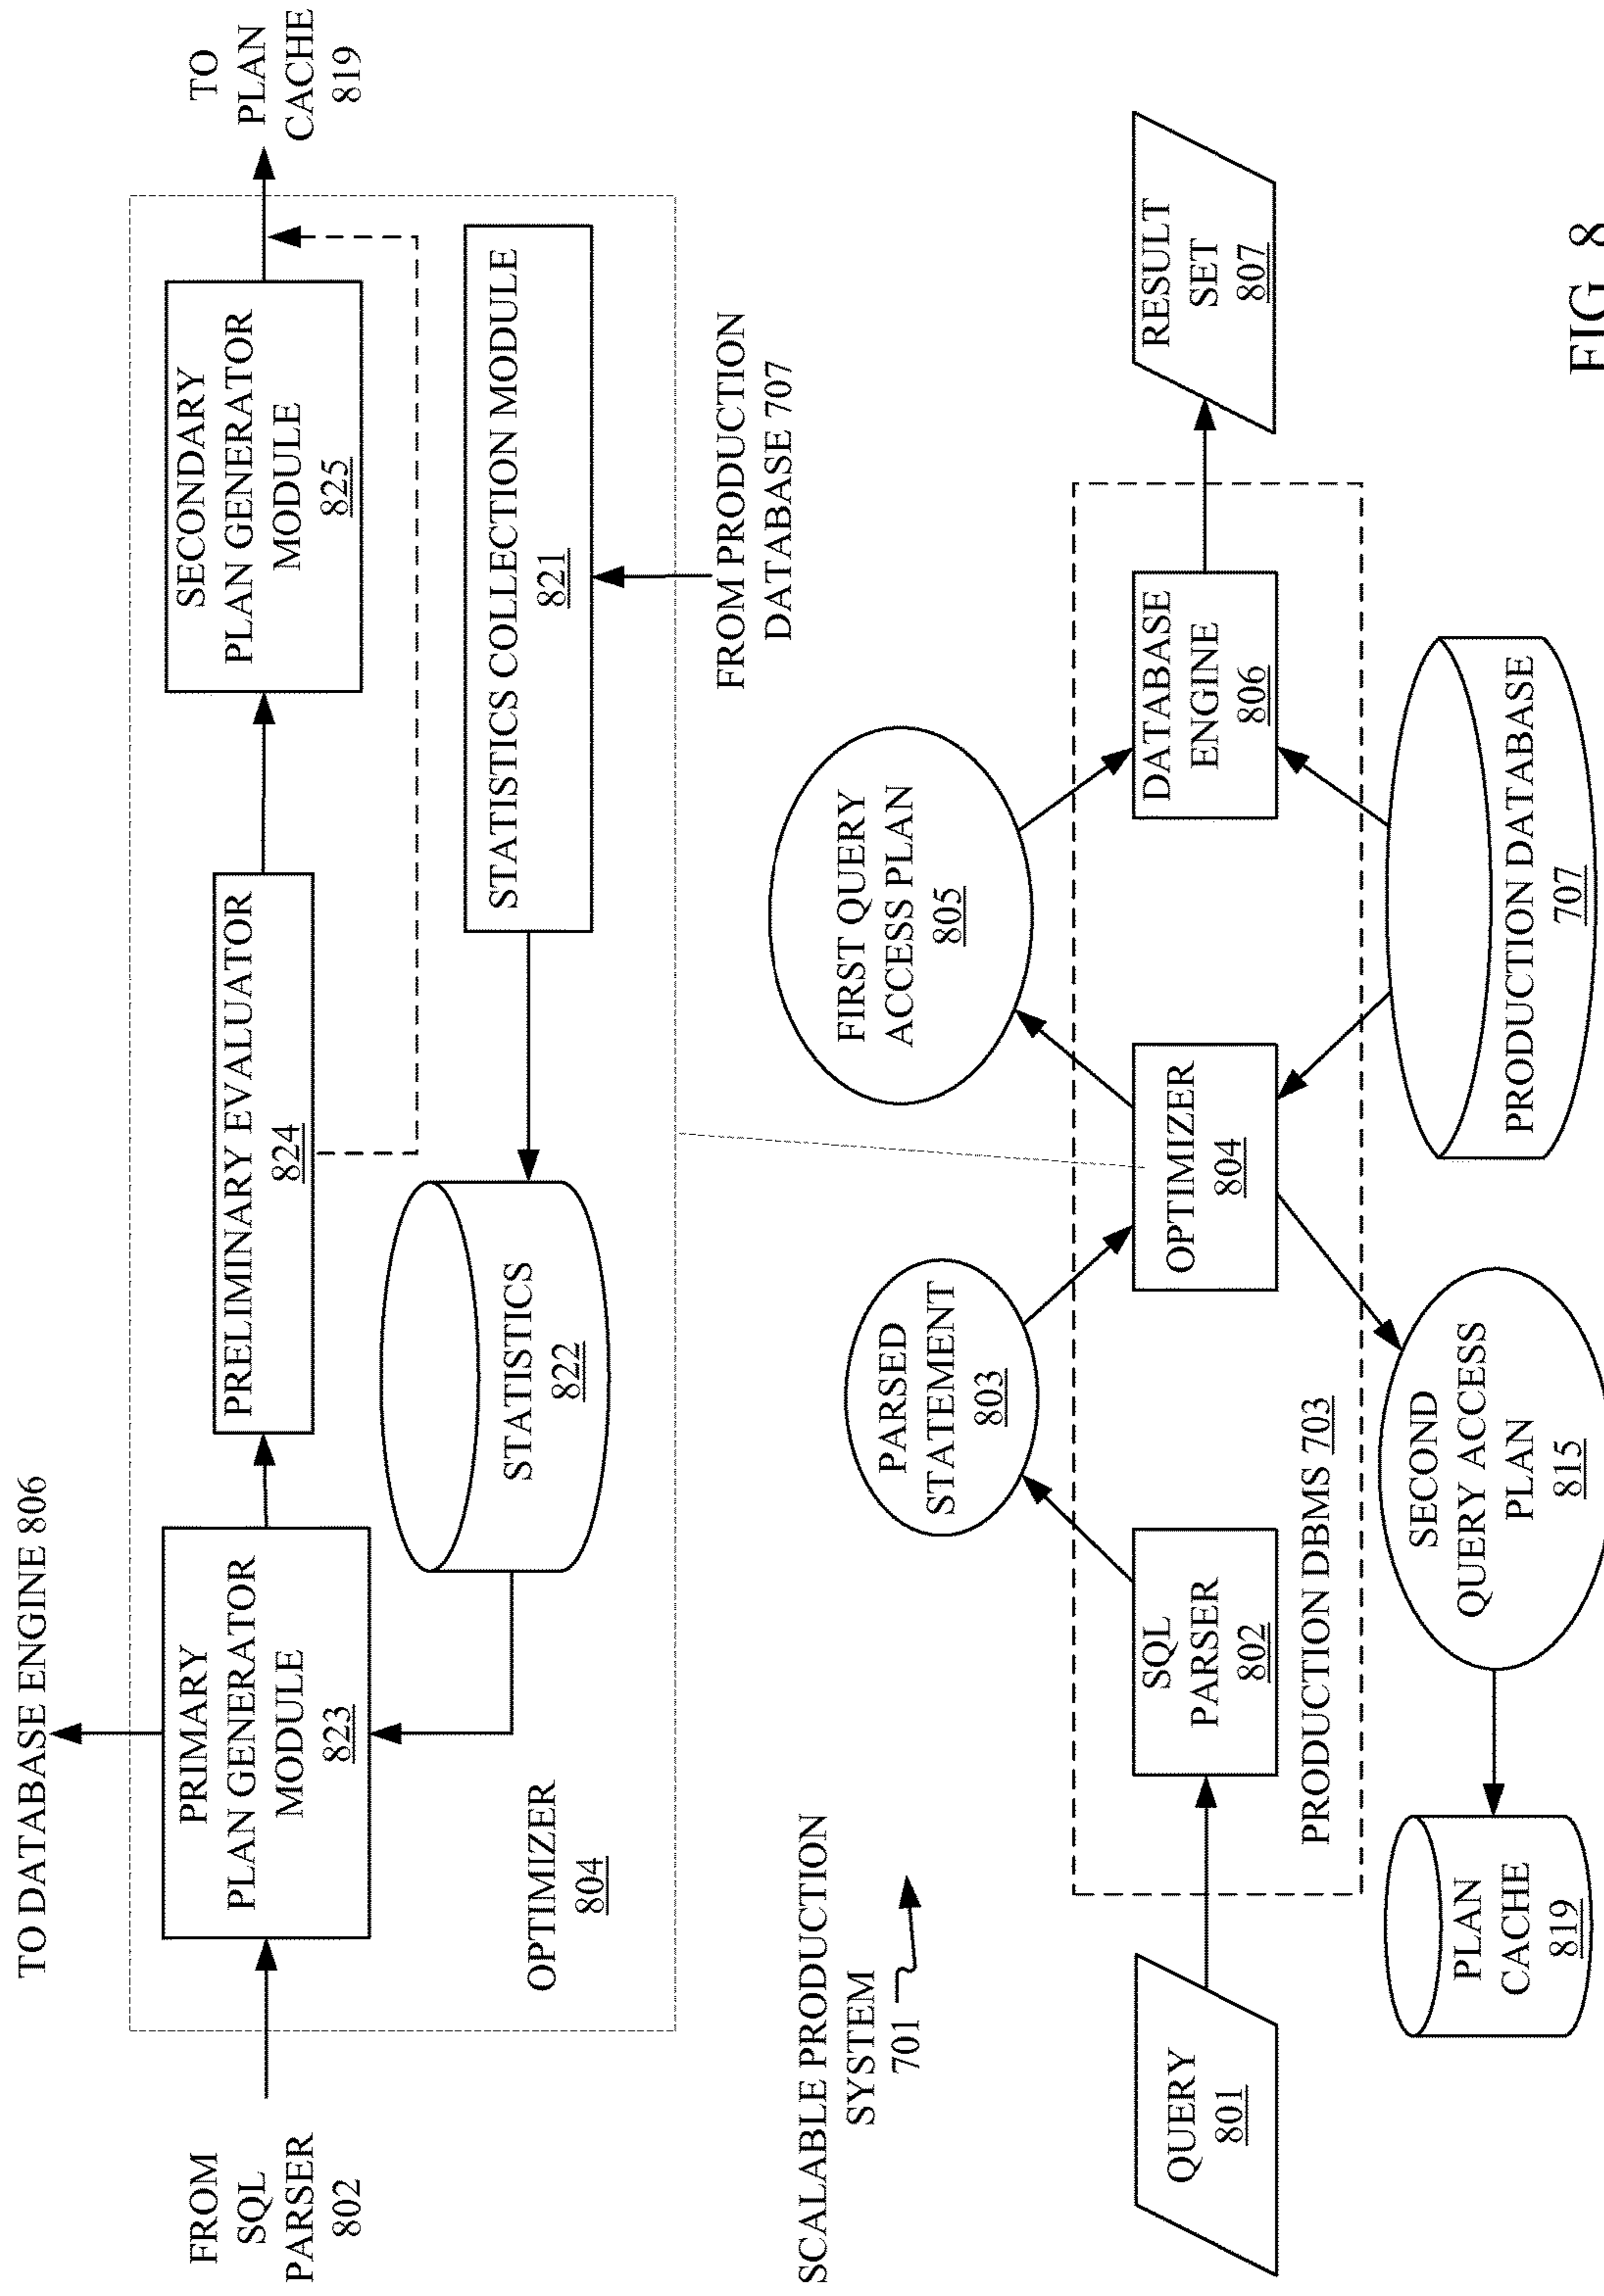 TO DATABASE ENGINE 806
FROM
SQL
PARSER
802
PRIMARY
PLAN GENERATOR
MODULE
823
PRELIMINARY EVALUATOR
824
SECONDARY
PLAN GENERATOR
MODULE
825
TO
PLAN
CACHE
819
STATISTICS
822
STATISTICS COLLECTION MODULE
821
OPTIMIZER
804
FROM PRODUCTION
DATABASE 707
SCALABLE PRODUCTION
SYSTEM
701
PARSED
STATEMENT
803
FIRST QUERY
ACCESS PLAN
805
QUERY
801
SQL
PARSER
802
OPTIMIZER
804
DATABASE
ENGINE
806
RESULT
SET
807
PRODUCTION DBMS 703
PLAN
CACHE
819
SECOND
QUERY ACCESS
PLAN
815
PRODUCTION DATABASE
707
FIG. 8